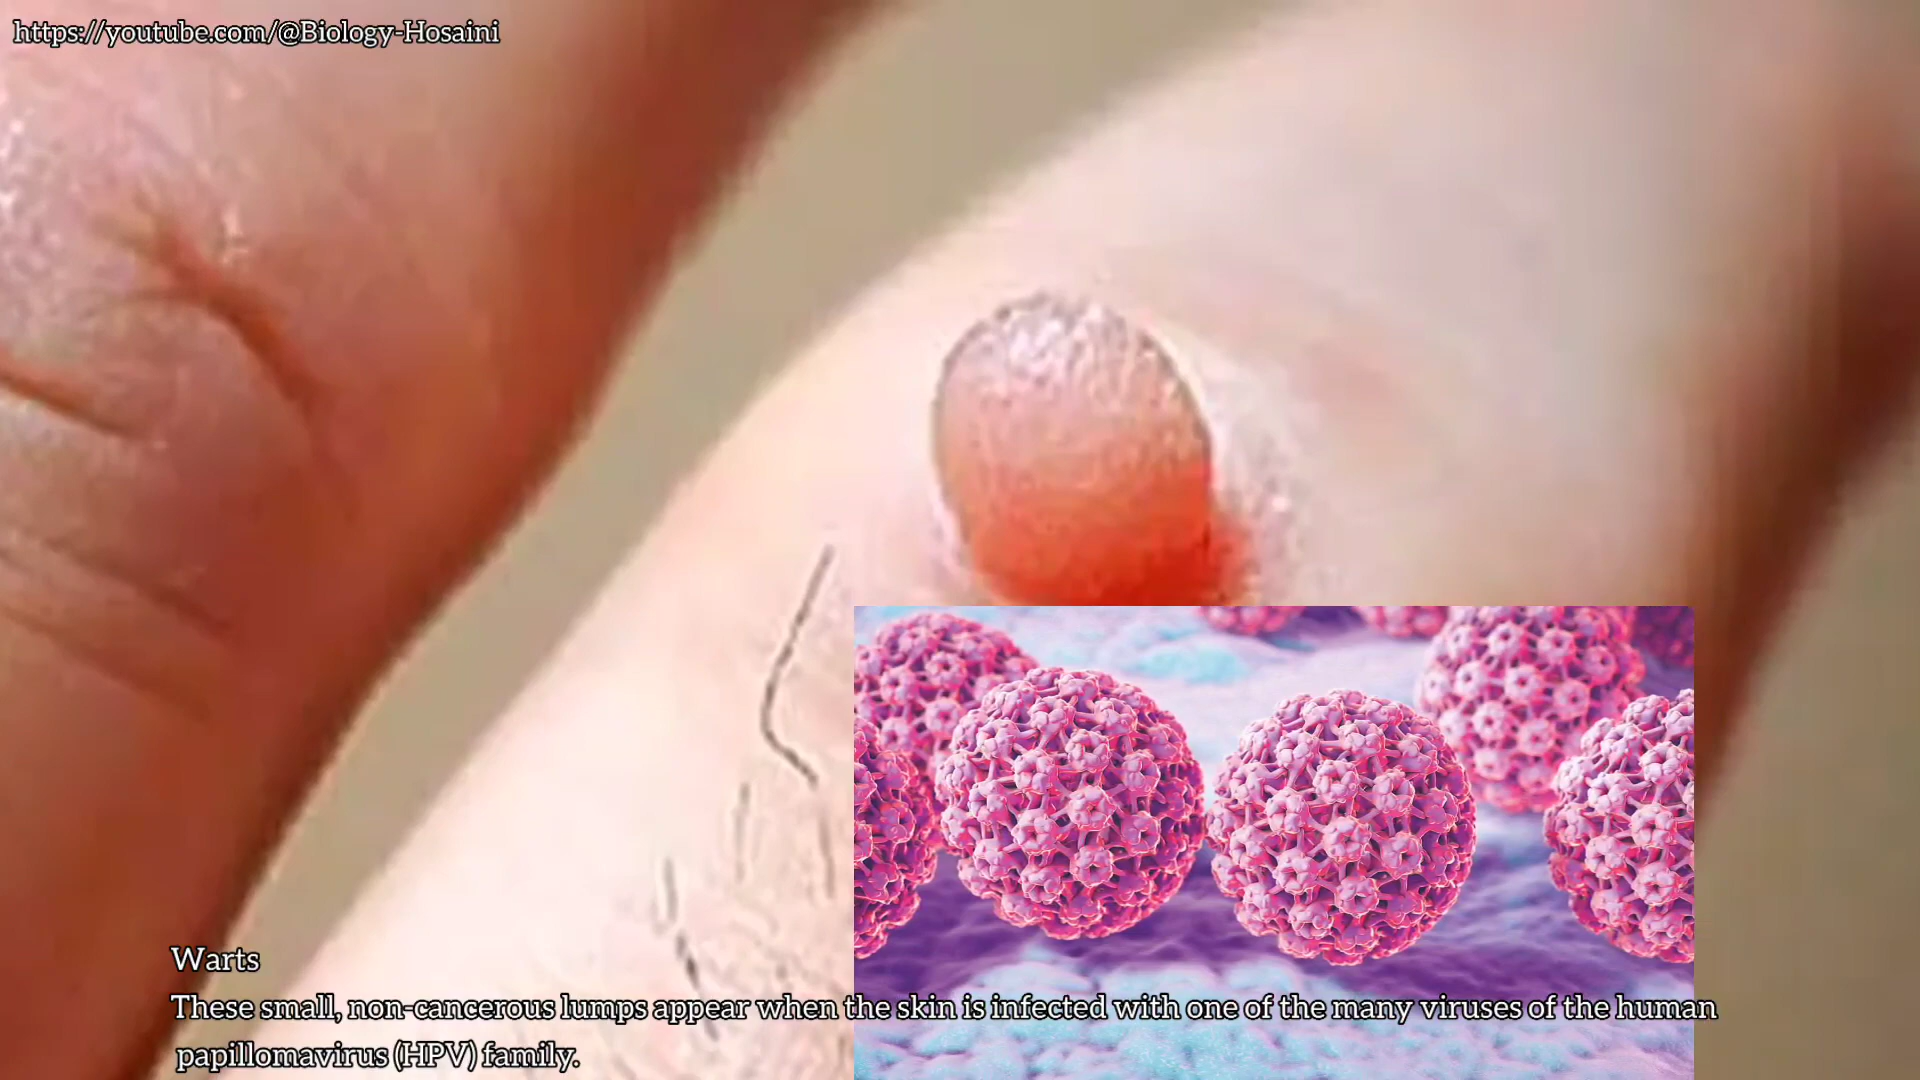 https://youtube.com/@Biology-Hosaini
Warts
These small, non-cancerous lumps appear when the skin is infected with one of the many viruses of the human
papillomavirus (HPV) family.